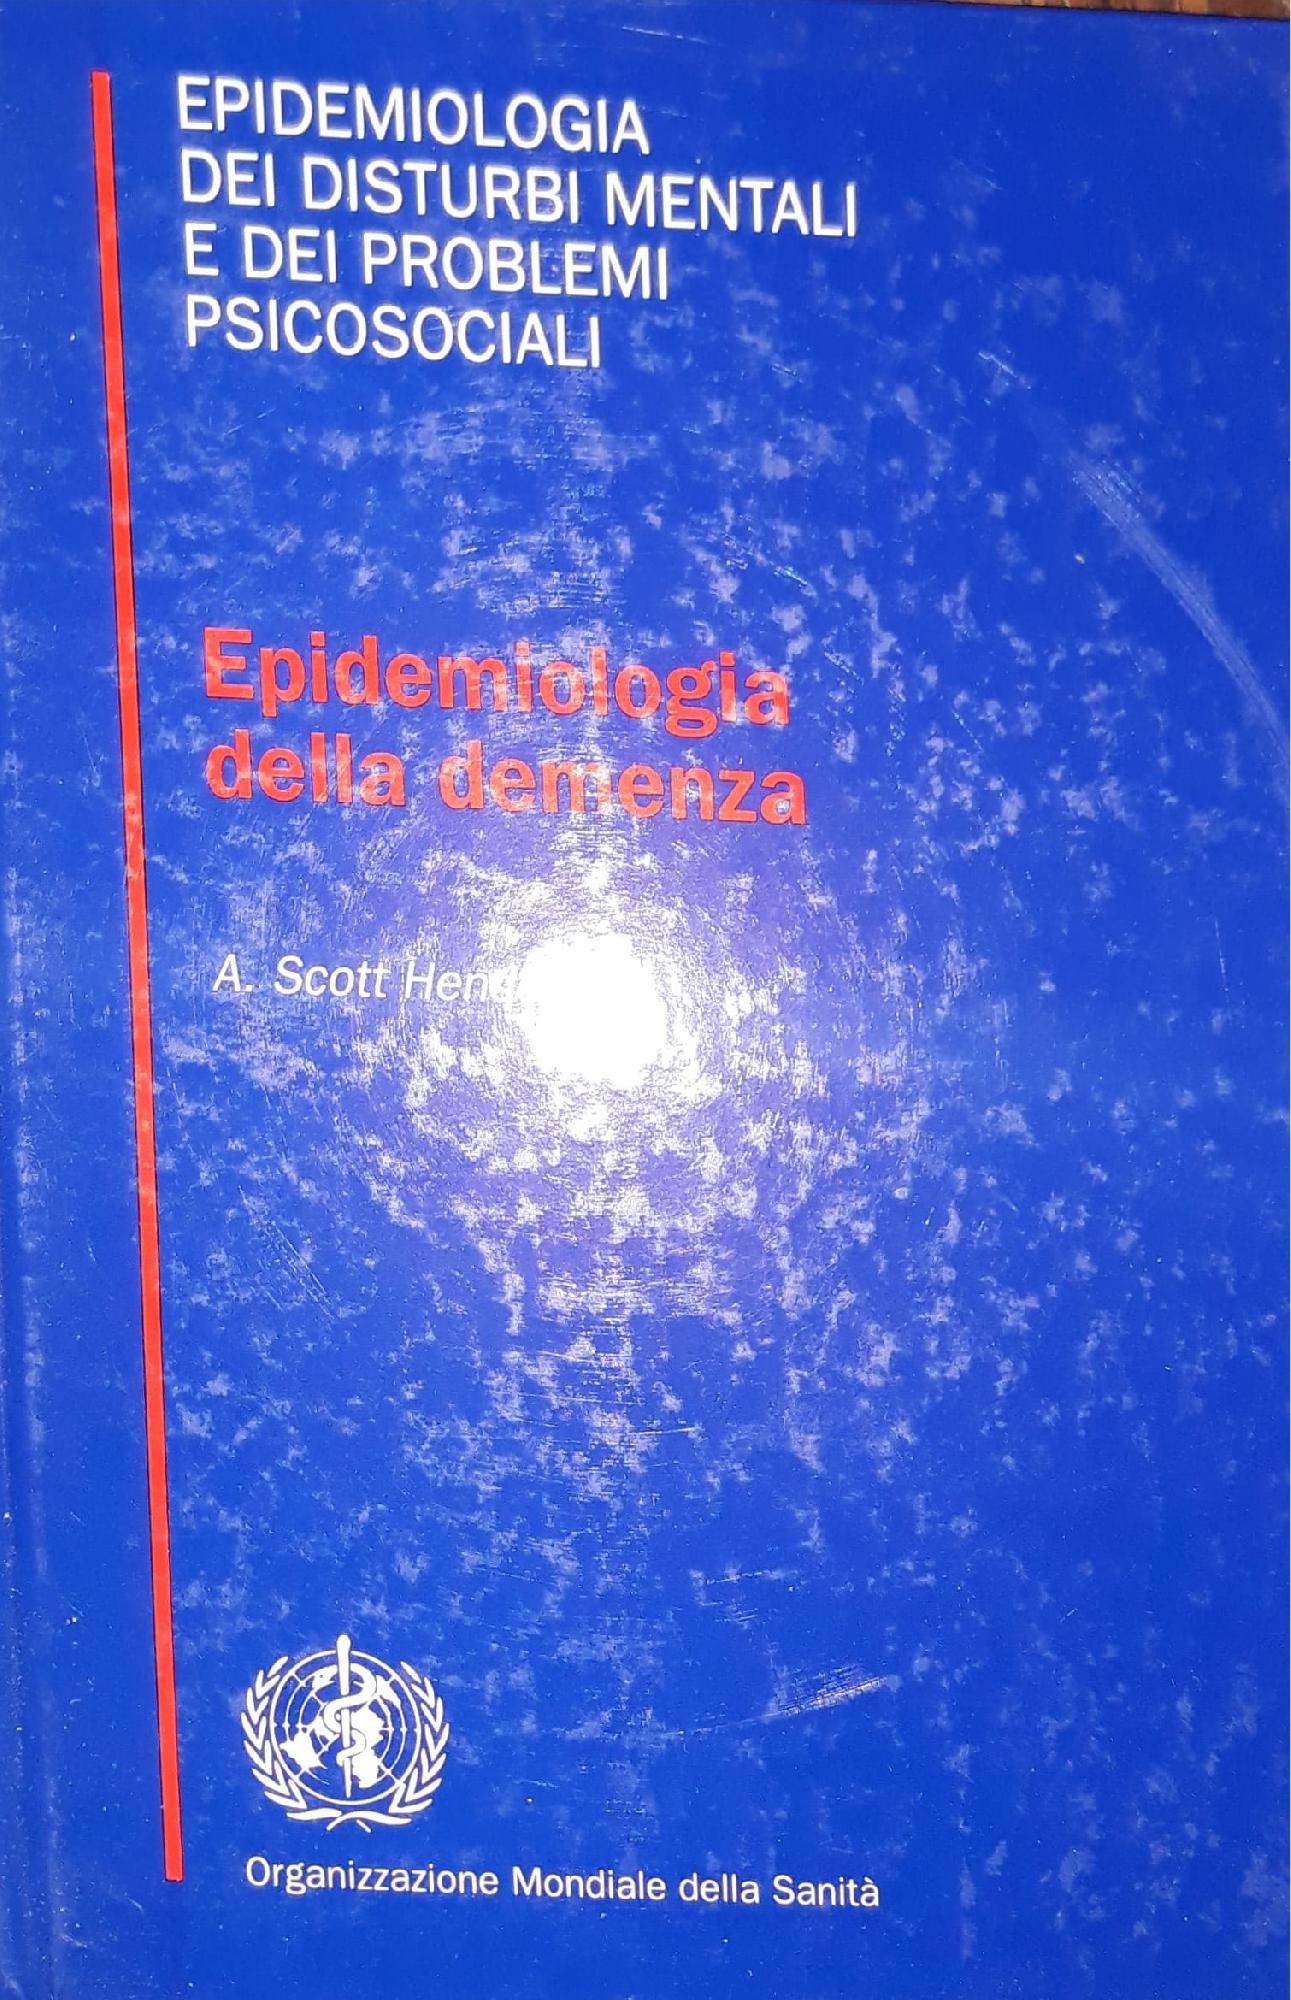 EPIDEMIOLOGIA
DEI DISTURBI MENTALI
E DEI PROBLEMI
PSICOSOCIALI
Epidemiologia
della demenza
A. Scott
Organizzazione Mondiale della Sanità